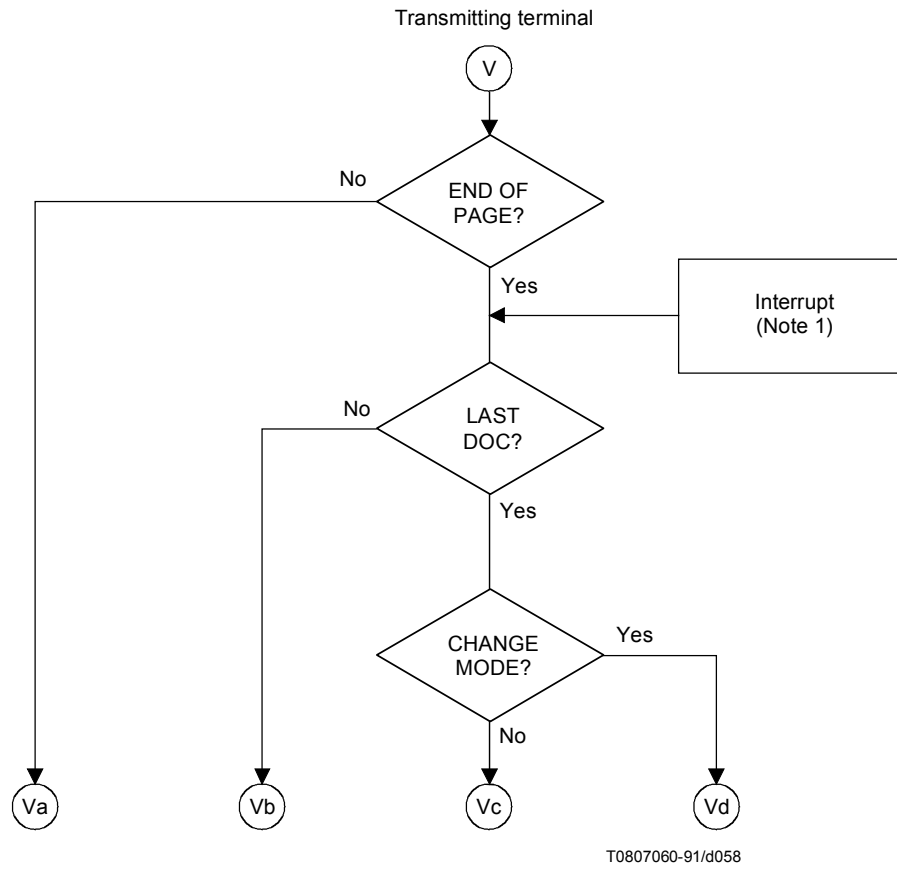 Transmitting terminal
V
No
END OF
PAGE?
Yes
Interrupt
(Note 1)
No
LAST
DOC?
Yes
CHANGE
MODE?
Yes
No
Va
Vb
Vc
Vd
T0807060-91/d058